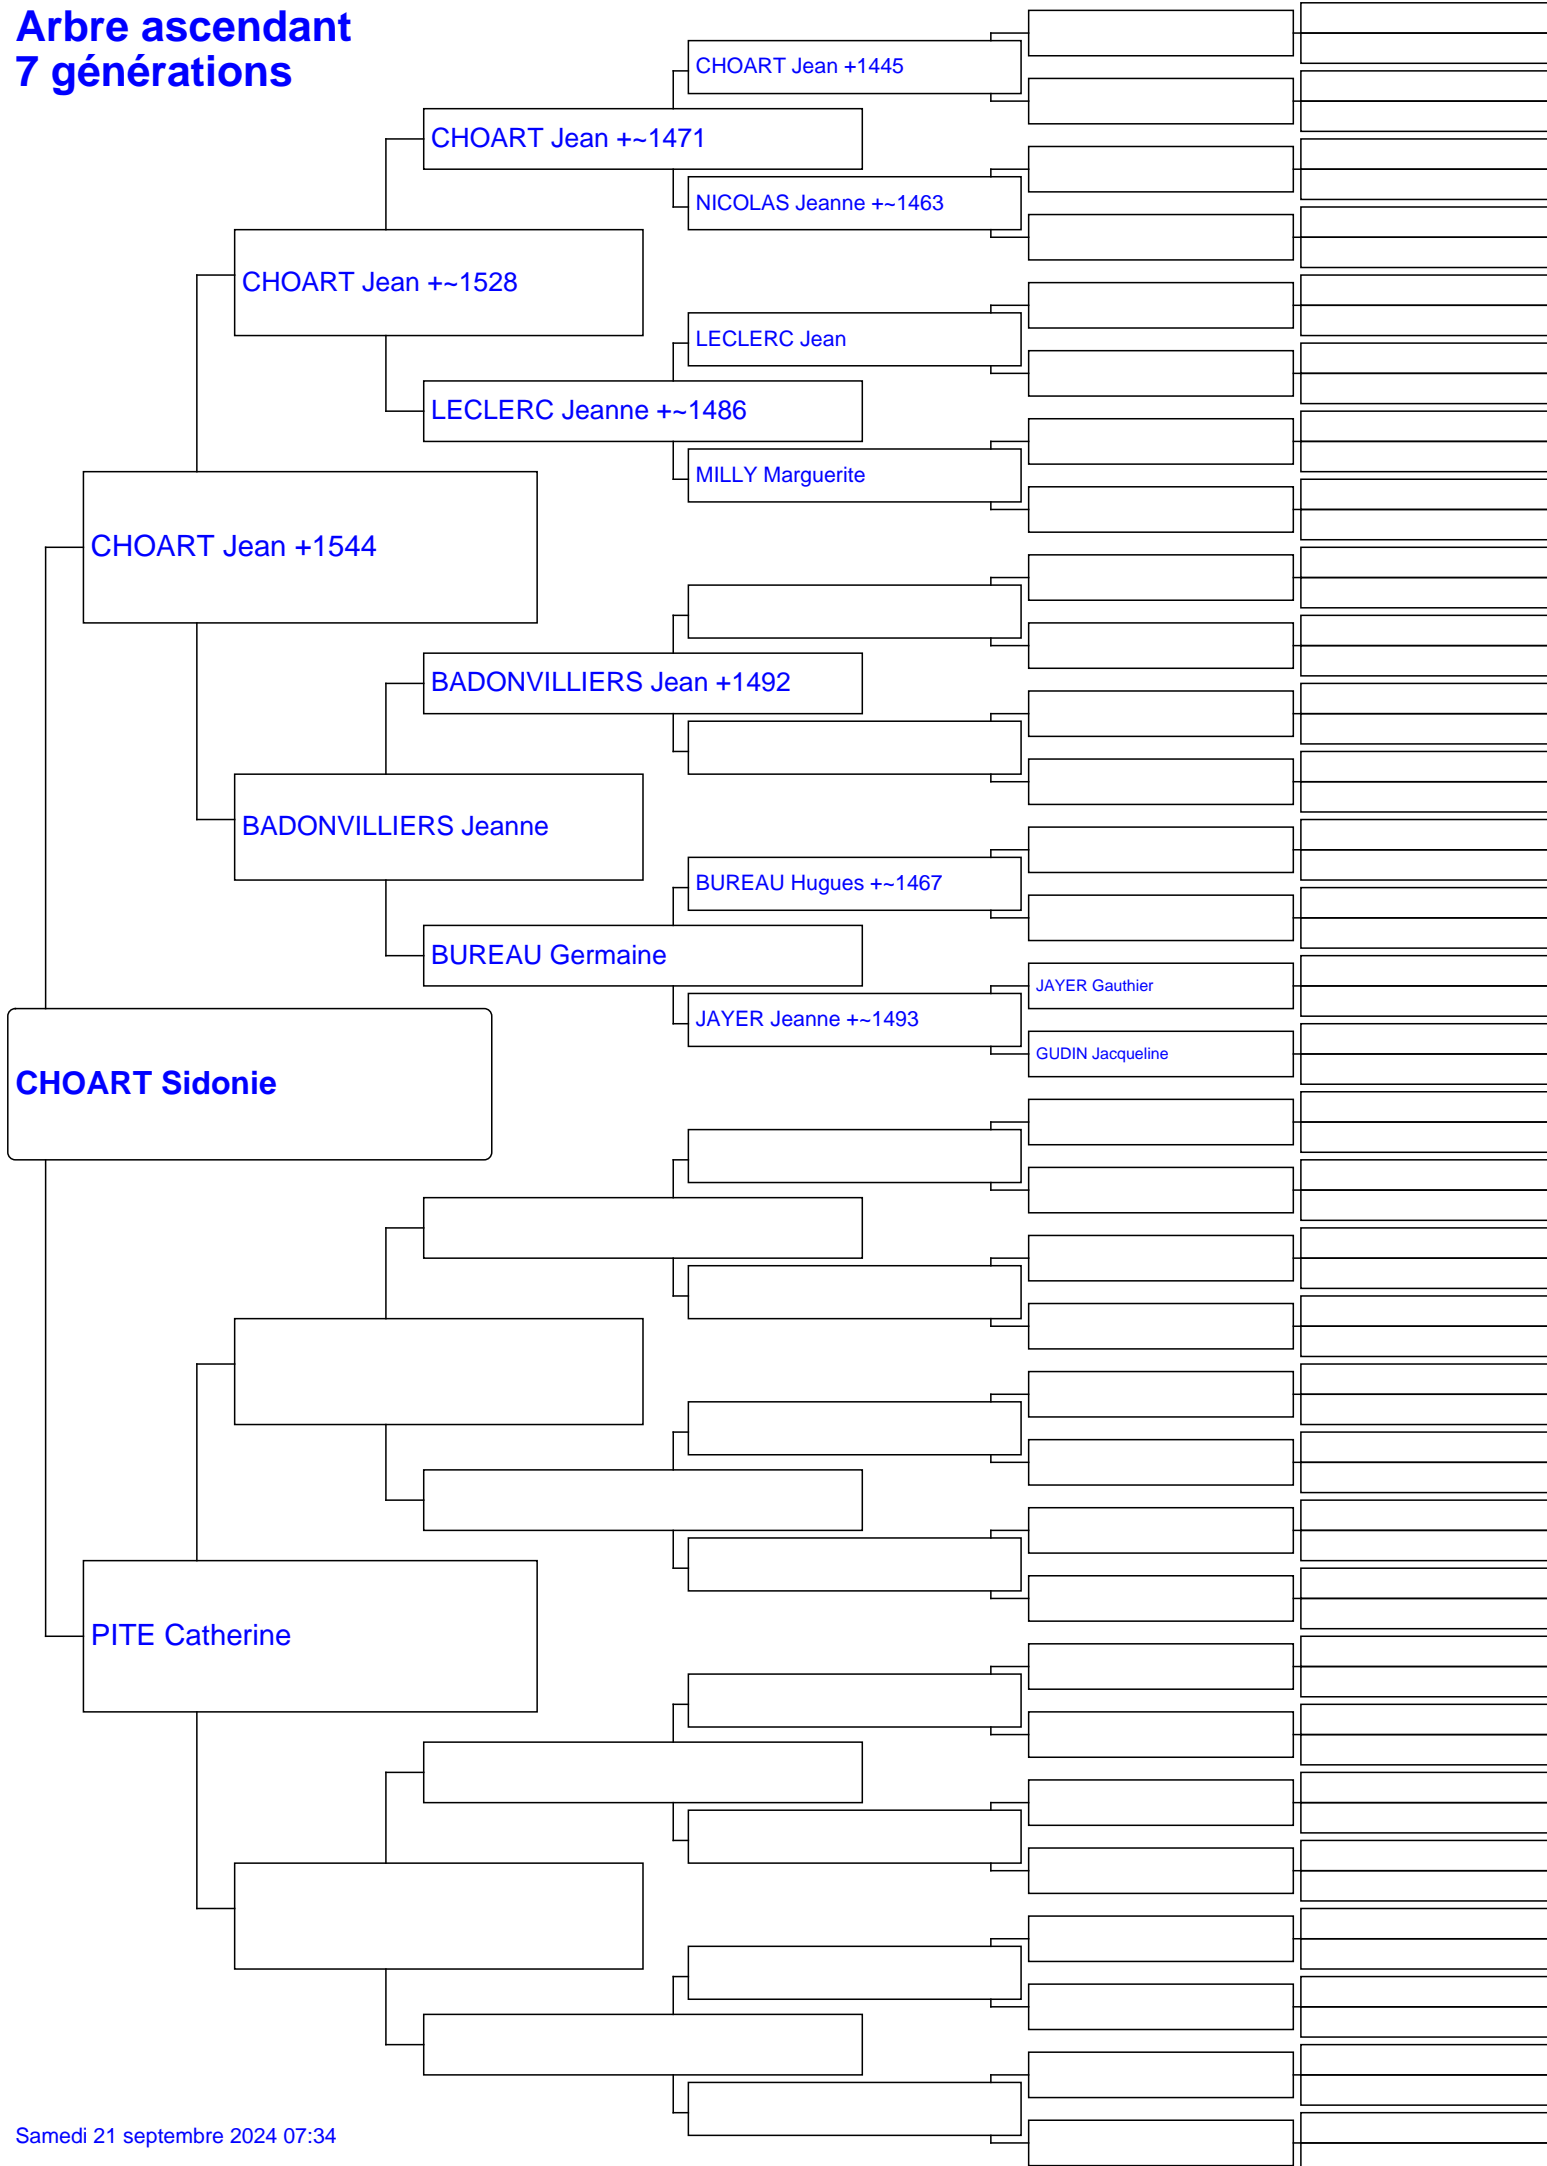 Arbre ascendant
7 générations
CHOART Jean +1445
CHOART Jean +~1471
NICOLAS Jeanne +~1463
CHOART Jean +~1528
LECLERC Jean
LECLERC Jeanne +~1486
MILLY Marguerite
CHOART Jean +1544
BADONVILLIERS Jean +1492
BADONVILLIERS Jeanne
BUREAU Hugues +~1467
BUREAU Germaine
JAYER Gauthier
JAYER Jeanne +~1493
GUDIN Jacqueline
CHOART Sidonie
PITE Catherine
Samedi 21 septembre 2024 07:34